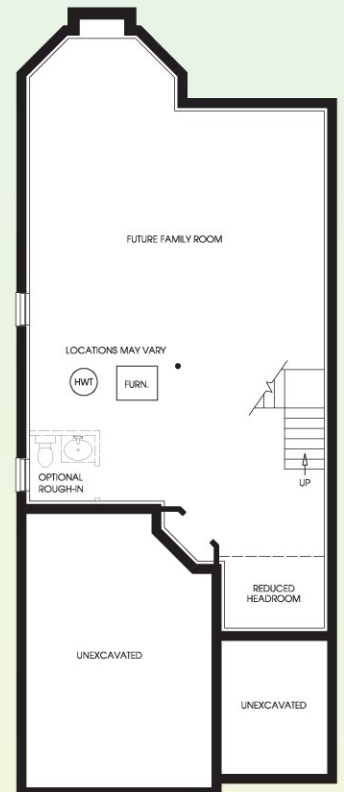 FUTURE FAMILY ROOM
LOCATIONS MAY VARY
HWT
FURN.
OPTIONAL
ROUGH-IN
UP
REDUCED
HEADROOM
UNEXCAVATED
UNEXCAVATED